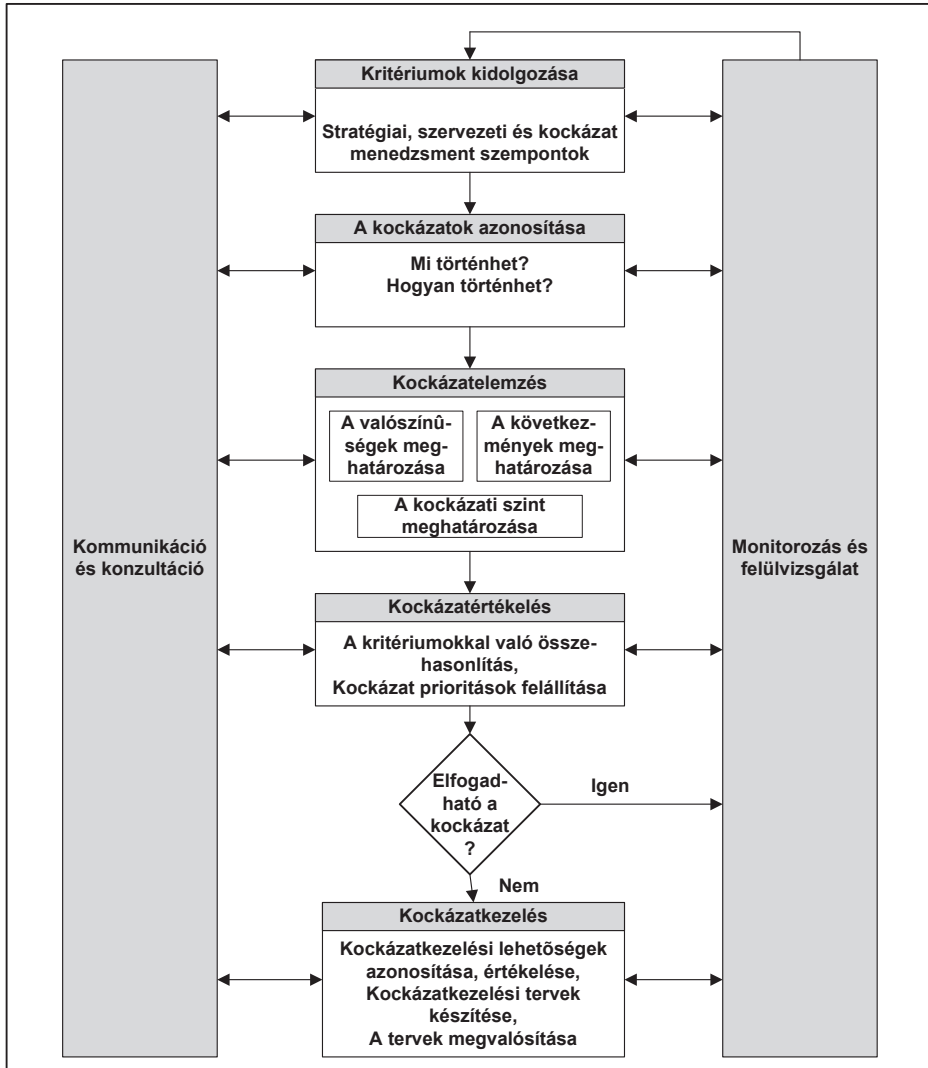 Kritériumok kidolgozása
Stratégiai, szervezeti és kockázat
menedzsment szempontok
A kockázatok azonosítása
Mi történhet?
Hogyan történhet?
Kockázatelemzés
A valószínû-
ségek meg-
határozása
A következ-
mények meg-
határozása
A kockázati szint
meghatározása
Kommunikáció
és konzultáció
Monitorozás és
felülvizsgálat
Kockázatértékelés
A kritériumokkal való össze-
hasonlítás,
Kockázat prioritások felállítása
Elfogad-
ható a
kockázat
?
Igen
Nem
Kockázatkezelés
Kockázatkezelési lehetõségek
azonosítása, értékelése,
Kockázatkezelési tervek
készítése,
A tervek megvalósítása